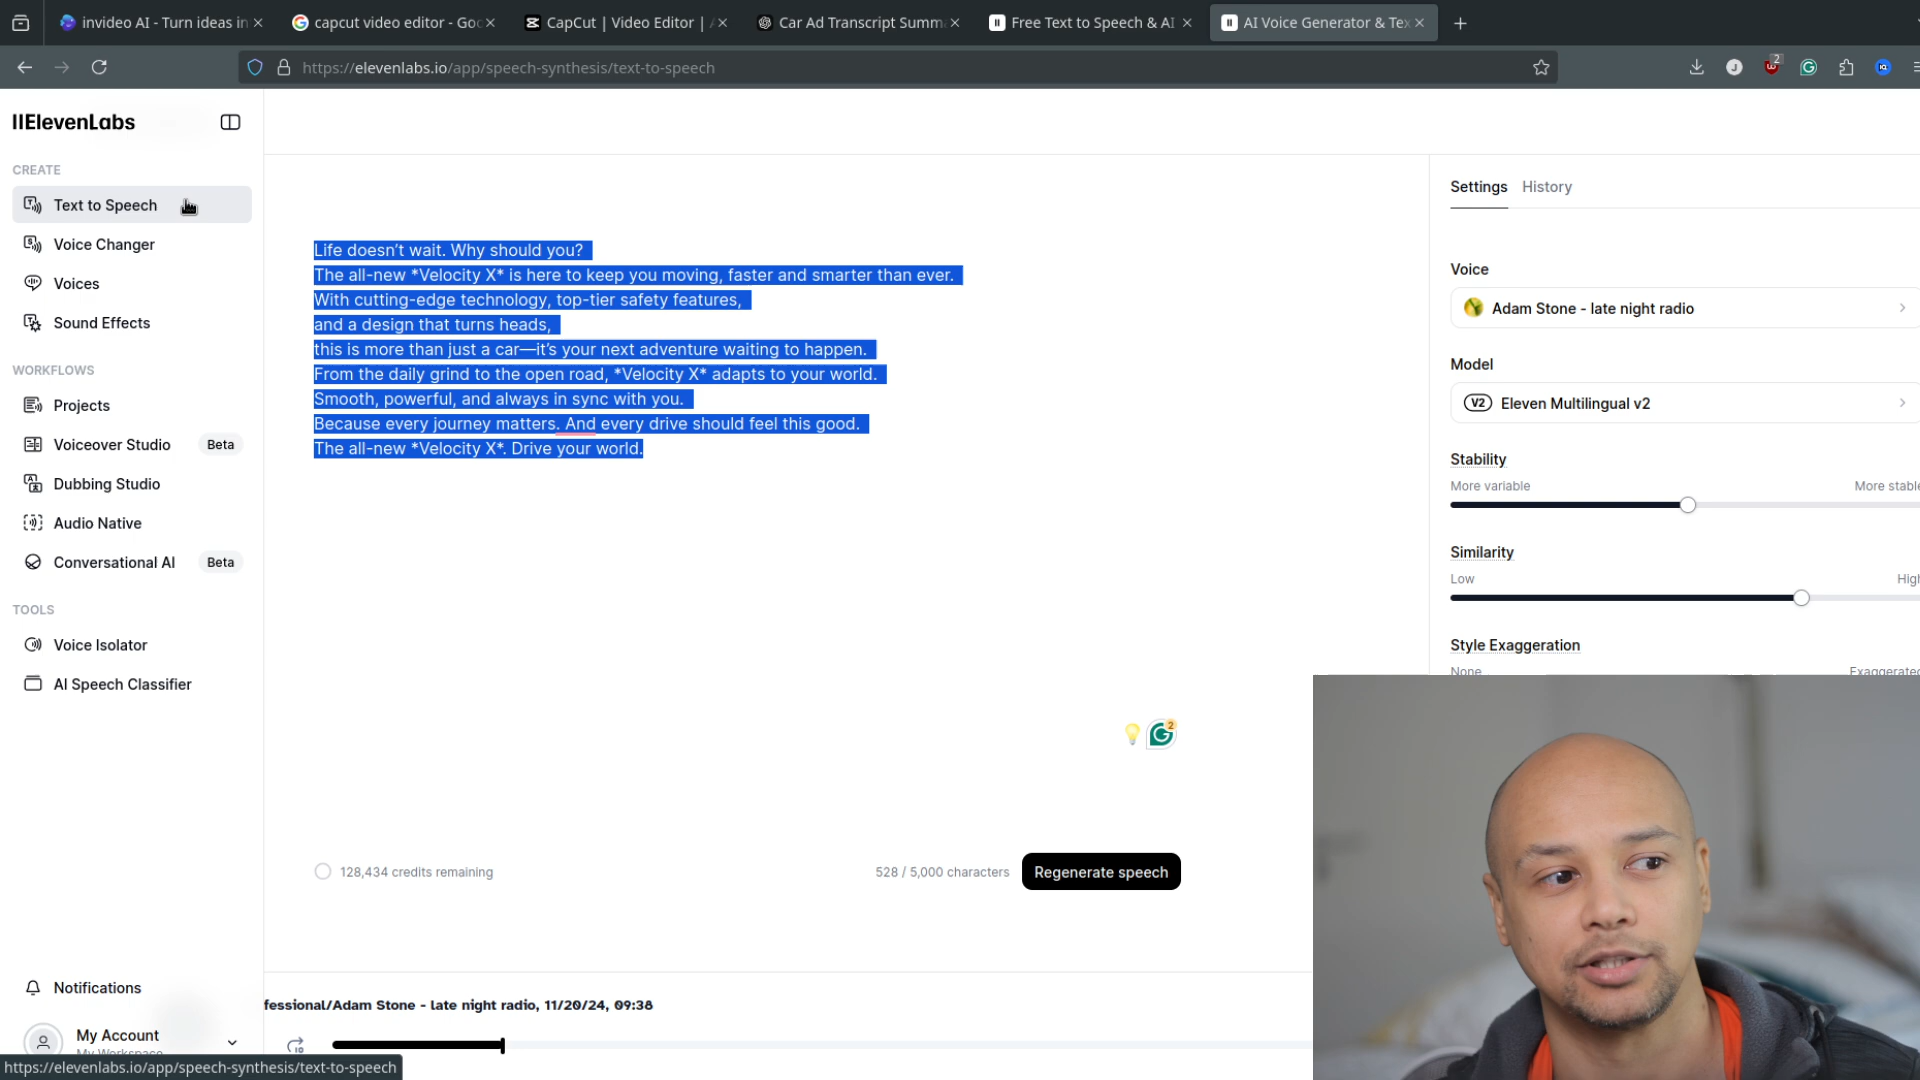 invideo AI - Turn ideas in
capcut video editor - Goo
CapCut | Video Editor | A
Car Ad Transcript Summa
Free Text to Speech & AI
AI Voice Generator & Tex
https://elevenlabs.io/app/speech-synthesis/text-to-speech
2
IIElevenLabs
CREATE
Text to Speech
Voice Changer
Voices
Sound Effects
WORKFLOWS
Projects
Voiceover Studio Beta
Dubbing Studio
Audio Native
Conversational AI Beta
TOOLS
Voice Isolator
AI Speech Classifier
Notifications
My Account
My Workspace
https://elevenlabs.io/app/speech-synthesis/text-to-speech
Life doesn’t wait. Why should you?
The all-new *Velocity X* is here to keep you moving, faster and smarter than ever.
With cutting-edge technology, top-tier safety features,
and a design that turns heads,
this is more than just a car—it’s your next adventure waiting to happen.
From the daily grind to the open road, *Velocity X* adapts to your world.
Smooth, powerful, and always in sync with you.
Because every journey matters. And every drive should feel this good.
The all-new *Velocity X*. Drive your world.
2
128,434 credits remaining
528 / 5,000 characters
Regenerate speech
fessional/Adam Stone - late night radio, 11/20/24, 09:38
10
Settings History
Voice
Adam Stone - late night radio
Model
V2 Eleven Multilingual v2
Stability
More variable More stable
Similarity
Low High
Style Exaggeration
None Exaggerated